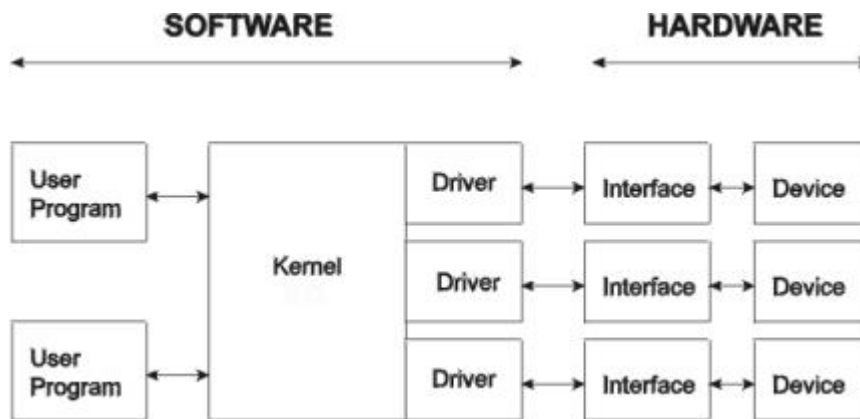 SOFTWARE
HARDWARE
User
Program
Kernel
Driver
Interface
Device
Driver
Interface
Device
User
Program
Driver
Interface
Device